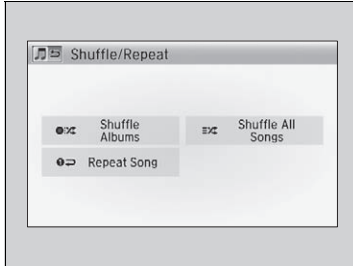 Shuffle/Repeat
Shuffle
Albums
Shuffle All
Songs
Repeat Song